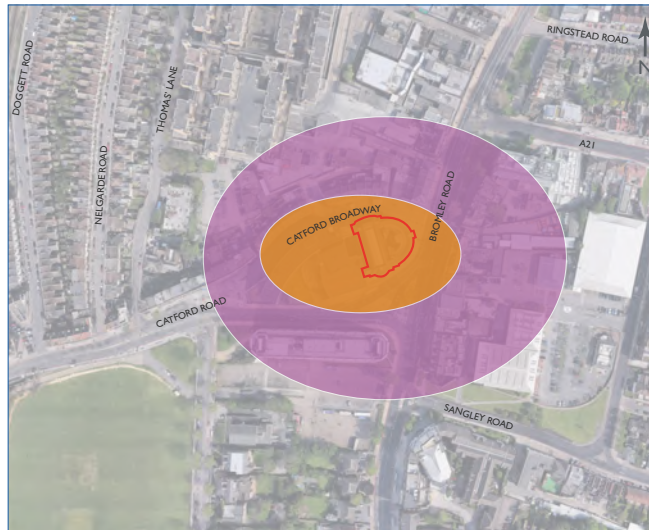 RINGSTEAD ROAD
N
DOGGETT ROAD
THOMAS' LANE
NELGARDE ROAD
A21
CATFORD BROADWAY
BROMLEY ROAD
CATFORD ROAD
SANGLEY ROAD